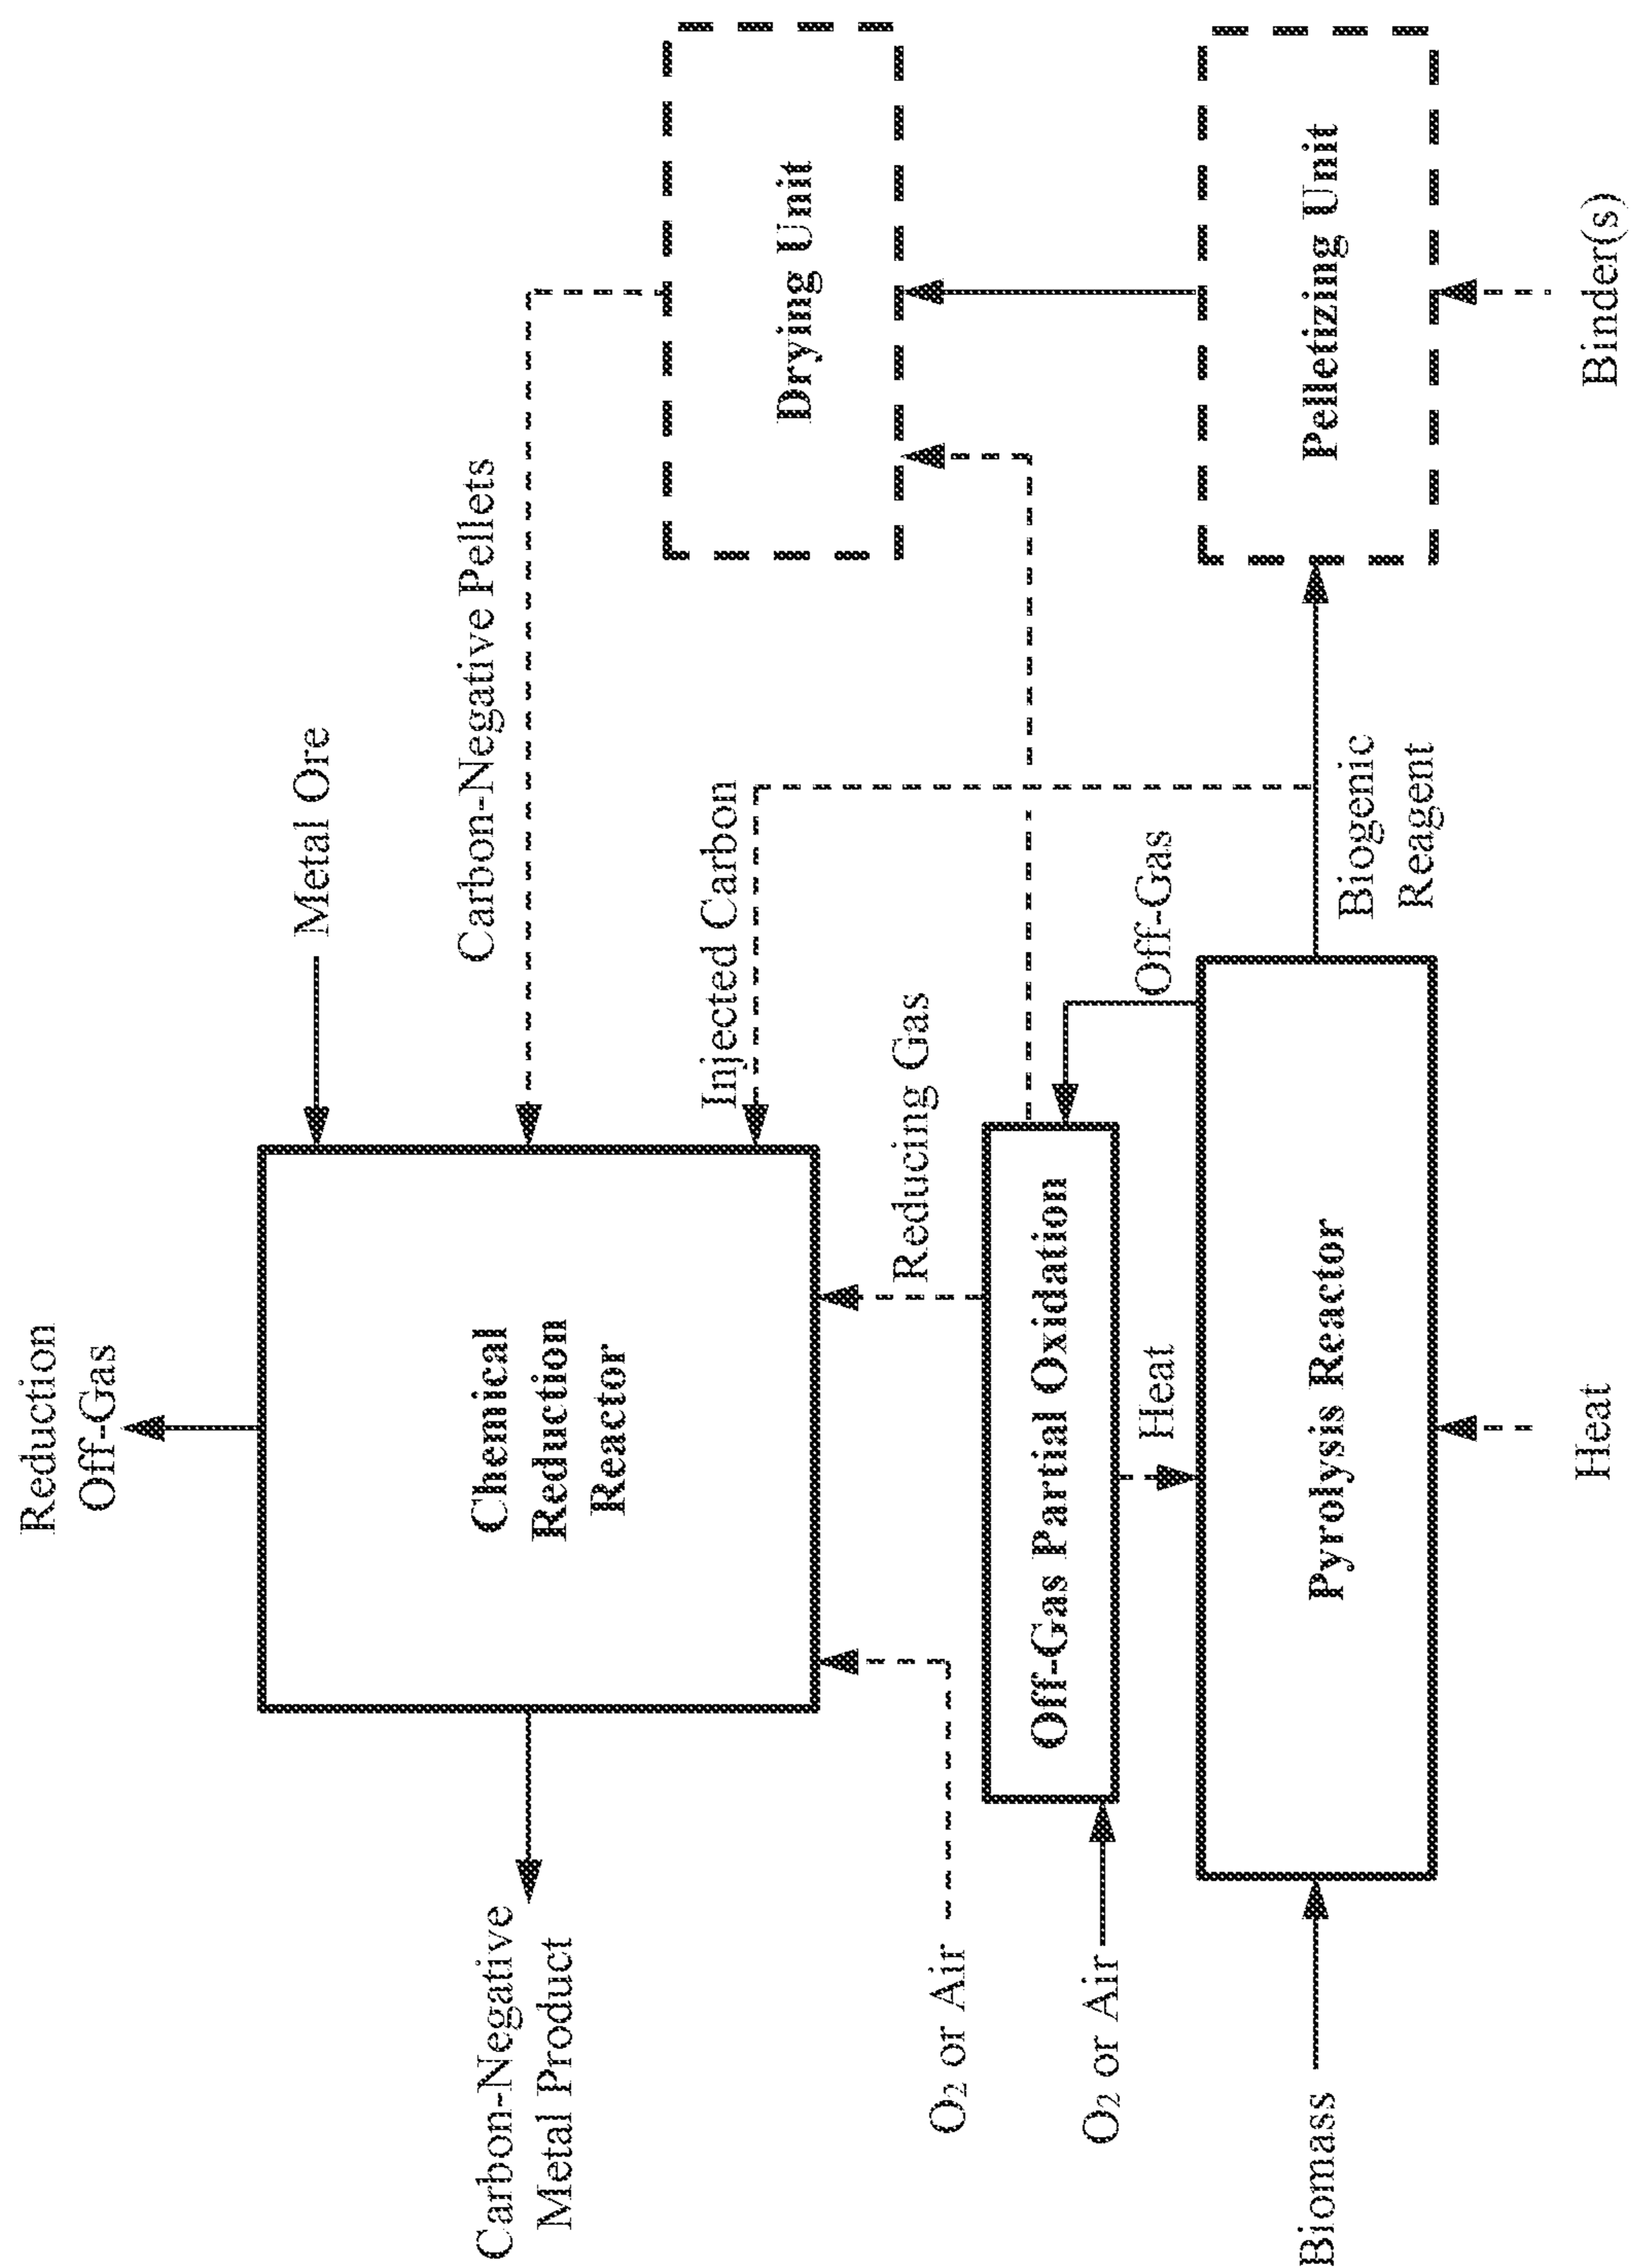 Reduction
Off-Gas
Metal Ore
Carbon-Negative Pellets
Chemical
Reduction
Reactor
Carbon-Negative
Metal Product
Injected Carbon
Drying Unit
Reducing Gas
O₂ or Air
Off-Gas Partial Oxidation
O₂ or Air
Off-Gas
Heat
Biomass
Pyrolysis Reactor
Biogenic
Reagent
Pelletizing Unit
Heat
Binder(s)